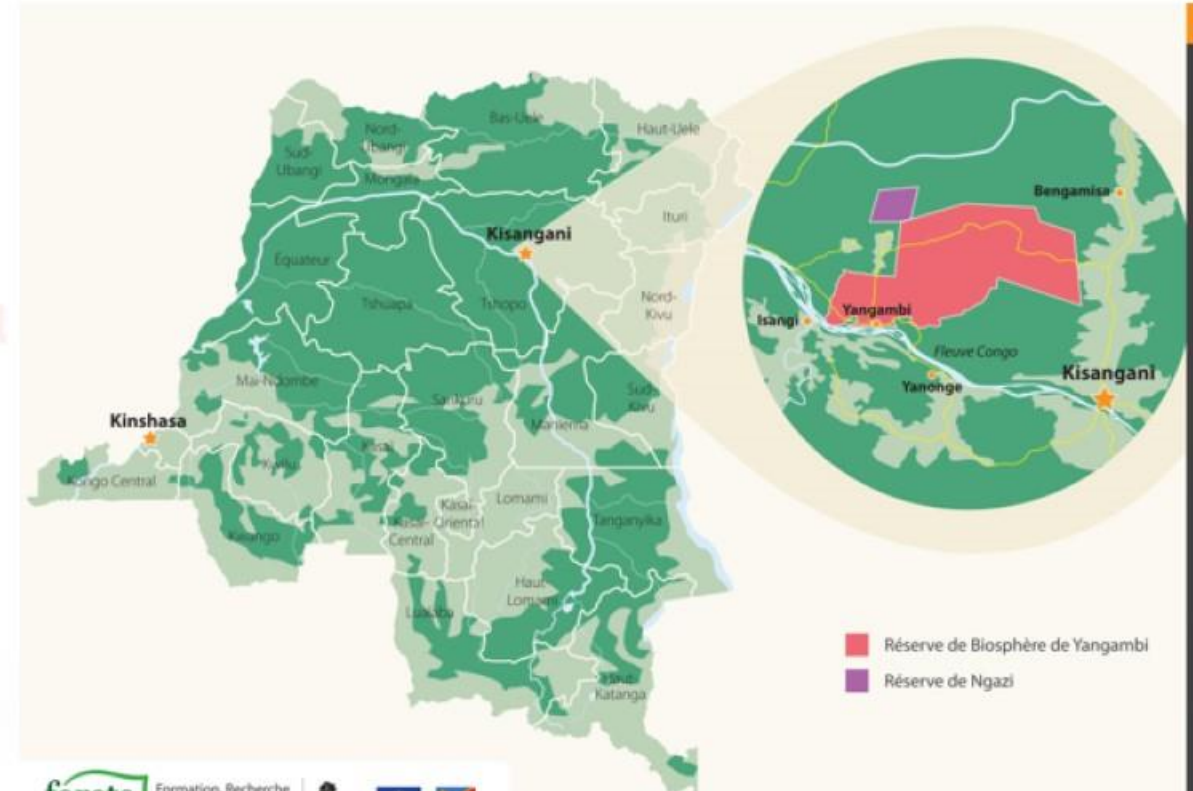 Bas-Uele
Nord-
Ubangi
Haut-Uele
Sud-
Ubangi
Mongala
Ituri
Kisangani
Équateur
Tshuapa
Tshopo
Nord-
Kivu
Mai-Ndombe
Sankuru
Sud-
Kivu
Maniema
Kinshasa
Kwilu
Kasai
Kongo Central
Lomami
Kasai-
Oriental
Kasai-
Central
Tanganyika
Kwango
Haut
Lomami
Lualaba
Haut-
Katanga
Bengamisa
Isangi
Yangambi
Fleuve Congo
Yanonge
Kisangani
Réserve de Biosphère de Yangambi
Réserve de Ngazi
Formation, Recherche